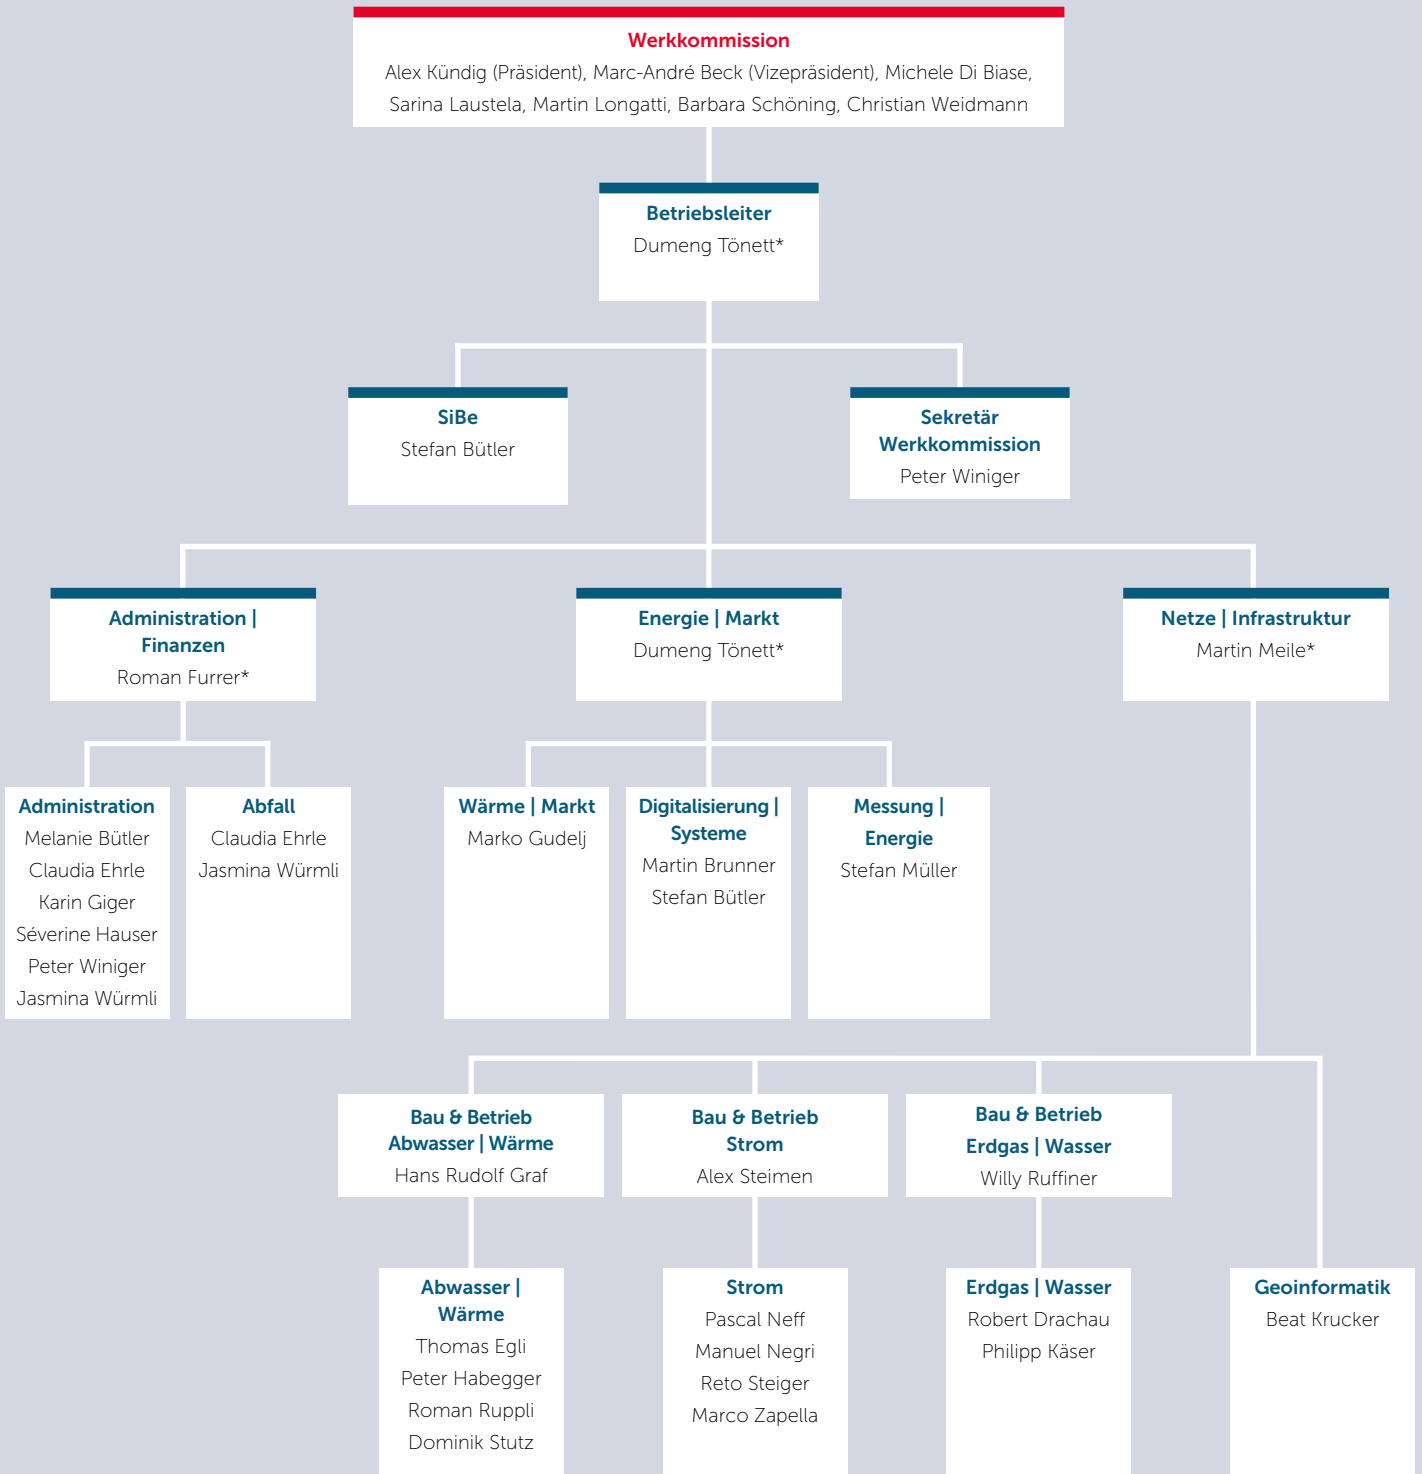 Werkkommission
Alex Kündig (Präsident), Marc-André Beck (Vizepräsident), Michele Di Biase,
Sarina Laustela, Martin Longatti, Barbara Schöning, Christian Weidmann
Betriebsleiter
Dumeng Tönett*
SiBe
Stefan Bütler
Sekretär
Werkkommission
Peter Winiger
Administration |
Finanzen
Roman Furrer*
Energie | Markt
Dumeng Tönett*
Netze | Infrastruktur
Martin Meile*
Administration
Melanie Bütler
Claudia Ehrle
Karin Giger
Séverine Hauser
Peter Winiger
Jasmina Würmli
Abfall
Claudia Ehrle
Jasmina Würmli
Wärme | Markt
Marko Gudelj
Digitalisierung |
Systeme
Martin Brunner
Stefan Bütler
Messung |
Energie
Stefan Müller
Bau & Betrieb
Abwasser | Wärme
Hans Rudolf Graf
Bau & Betrieb
Strom
Alex Steimen
Bau & Betrieb
Erdgas | Wasser
Willy Ruffiner
Abwasser |
Wärme
Thomas Egli
Peter Habegger
Roman Ruppli
Dominik Stutz
Strom
Pascal Neff
Manuel Negri
Reto Steiger
Marco Zapella
Erdgas | Wasser
Robert Drachau
Philipp Käser
Geoinformatik
Beat Krucker